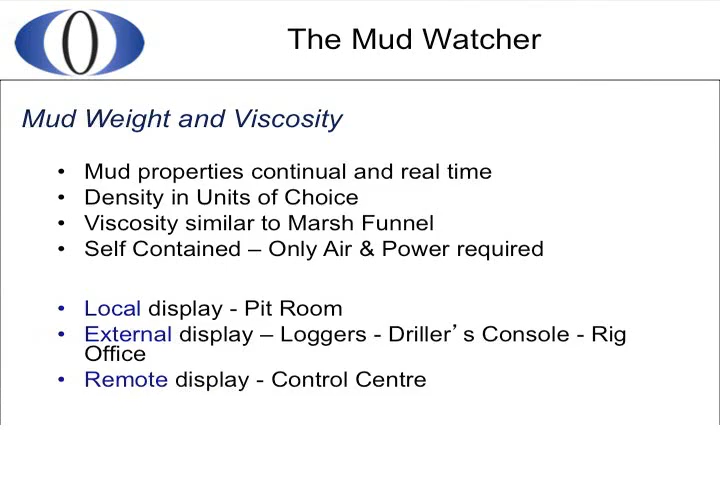 The Mud Watcher
Mud Weight and Viscosity
• Mud properties continual and real time
• Density in Units of Choice
• Viscosity similar to Marsh Funnel
• Self Contained – Only Air & Power required
• Local display - Pit Room
• External display – Loggers - Driller’s Console - Rig
Office
• Remote display - Control Centre